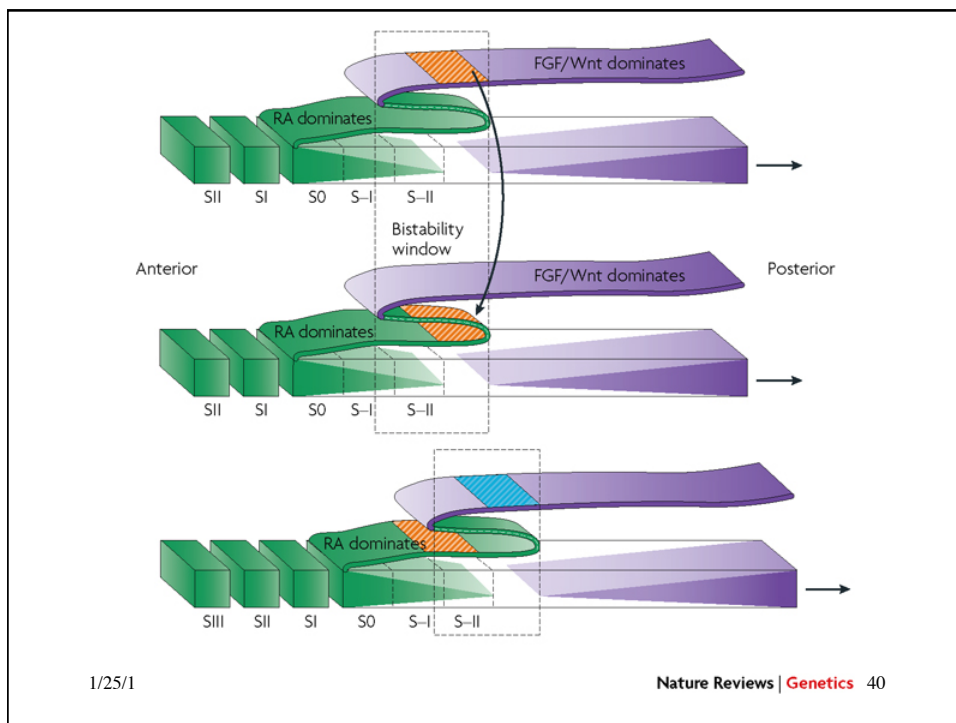 FGF/Wnt dominates
RA dominates
SII SI S0 S–I S–II
Bistability
window
Anterior
FGF/Wnt dominates
Posterior
RA dominates
SII SI S0 S–I S–II
RA dominates
SIII SII SI S0 S–I S–II
1/25/1
Nature Reviews | Genetics 40